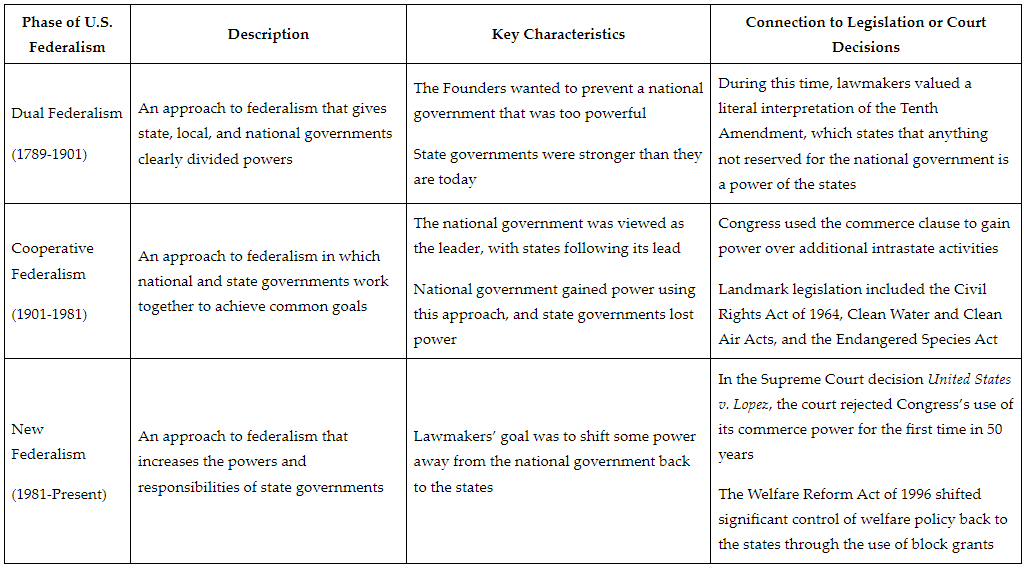 Phase of U.S.
Federalism
Description
Key Characteristics
Connection to Legislation or Court
Decisions
Dual Federalism
(1789-1901)
An approach to federalism that gives
state, local, and national governments
clearly divided powers
The Founders wanted to prevent a national
government that was too powerful
State governments were stronger than they
are today
During this time, lawmakers valued a
literal interpretation of the Tenth
Amendment, which states that anything
not reserved for the national government is
a power of the states
Cooperative
Federalism
(1901-1981)
An approach to federalism in which
national and state governments work
together to achieve common goals
The national government was viewed as
the leader, with states following its lead
National government gained power using
this approach, and state governments lost
power
Congress used the commerce clause to gain
power over additional intrastate activities
Landmark legislation included the Civil
Rights Act of 1964, Clean Water and Clean
Air Acts, and the Endangered Species Act
New
Federalism
(1981-Present)
An approach to federalism that
increases the powers and
responsibilities of state governments
Lawmakers’ goal was to shift some power
away from the national government back
to the states
In the Supreme Court decision United States
v. Lopez, the court rejected Congress’s use of
its commerce power for the first time in 50
years
The Welfare Reform Act of 1996 shifted
significant control of welfare policy back to
the states through the use of block grants